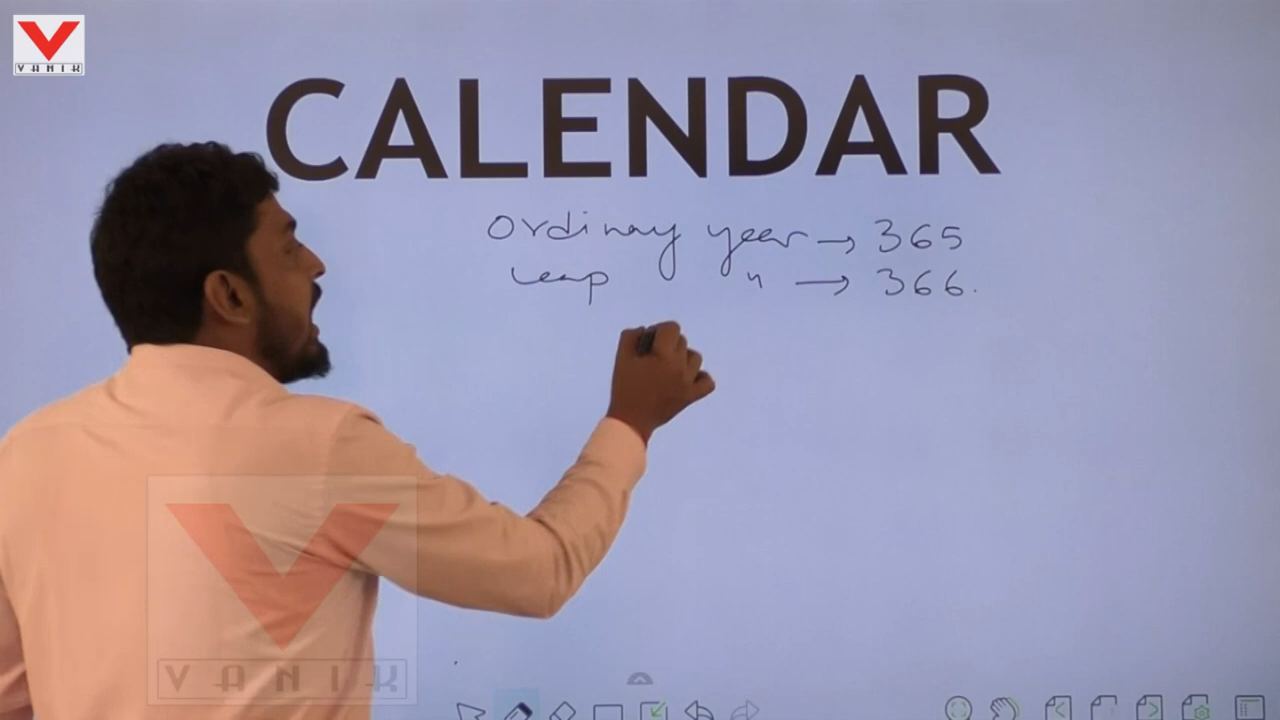 VANIK
CALENDAR
Ordinary year → 365
leap " → 366.
VANIK